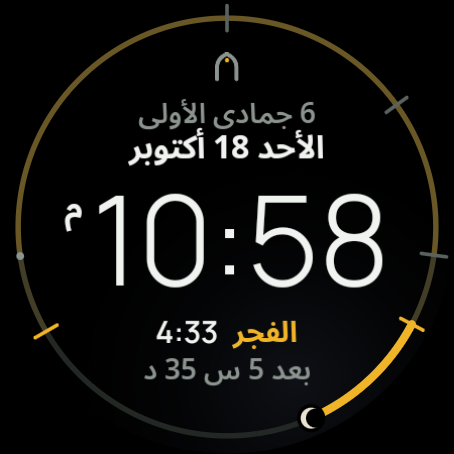 6 جمادى الأولى
الأحد 18 أكتوبر
10:58 م
الفجر 4:33
بعد 5 س 35 د